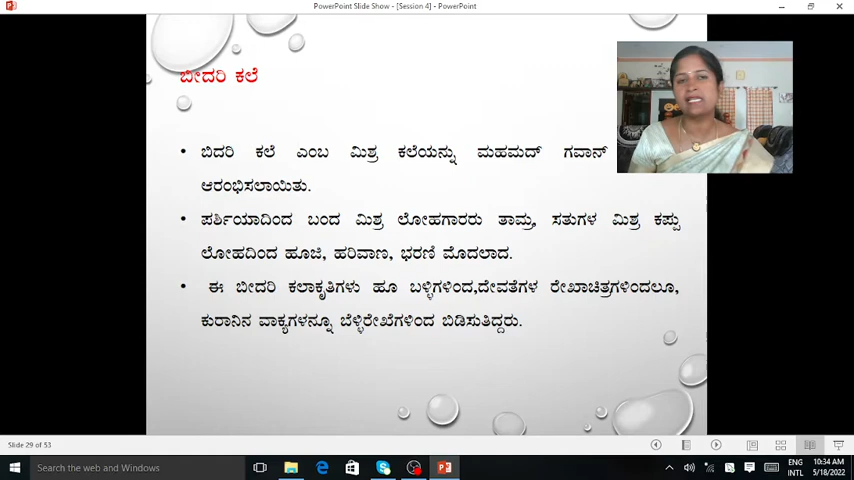 PowerPoint Slide Show - [Session 4] - PowerPoint
ಬೀದರಿ ಕಲೆ
• ಬಿದರಿ ಕಲೆ ಎಂಬ ಮಿಶ್ರ ಕಲೆಯನ್ನು ಮಹಮದ್ ಗವಾನ್
ಆರಂಭಿಸಲಾಯಿತು.
• ಪರ್ಶಿಯಾದಿಂದ ಬಂದ ಮಿಶ್ರ ಲೋಹಗಾರರು ತಾಮ್ರ, ಸತುಗಳ ಮಿಶ್ರ ಕಪ್ಪು
ಲೋಹದಿಂದ ಹೂಜಿ, ಹರಿವಾಣ, ಭರಣಿ ಮೊದಲಾದ.
• ಈ ಬೀದರಿ ಕಲಾಕೃತಿಗಳು ಹೂ ಬಳ್ಳಿಗಳಿಂದ,ದೇವತೆಗಳ ರೇಖಾಚಿತ್ರಗಳಿಂದಲೂ,
ಕುರಾನಿನ ವಾಕ್ಯಗಳನ್ನೂ ಬೆಳ್ಳಿರೇಖೆಗಳಿಂದ ಬಿಡಿಸುತಿದ್ದರು.
Slide 29 of 53
Search the web and Windows
ENG 10:34 AM
INTL 5/18/2022